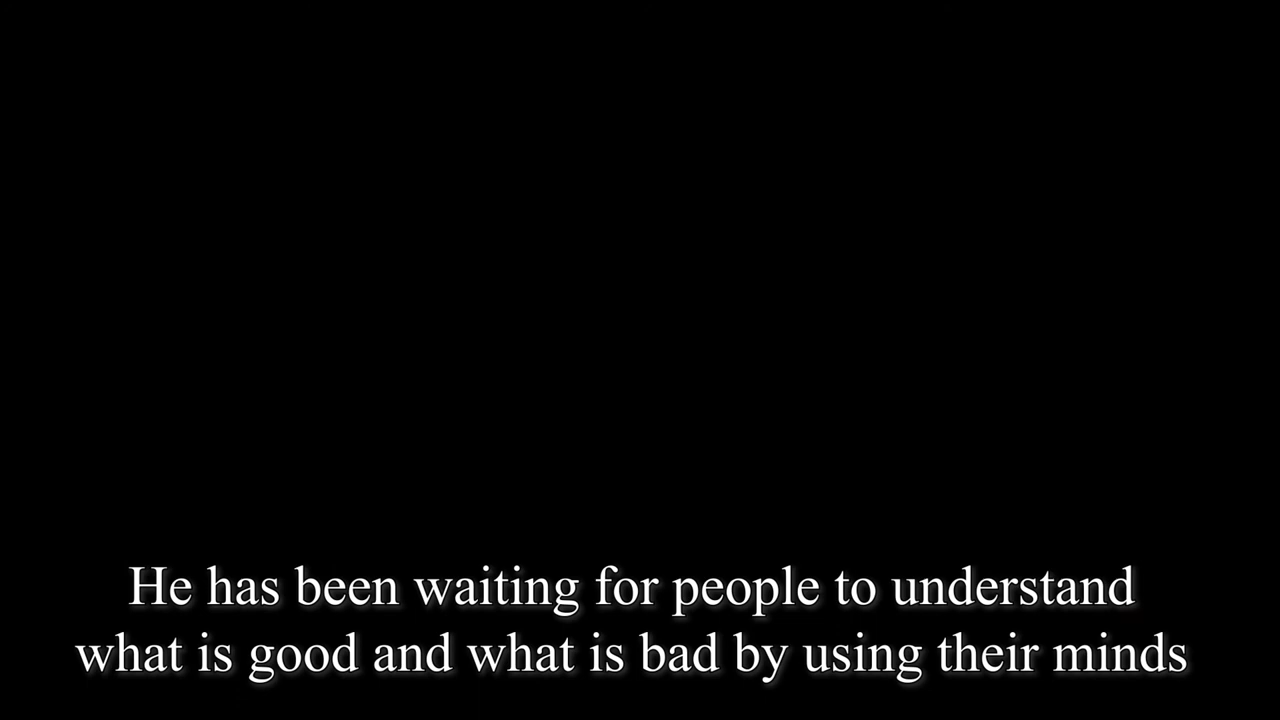 He has been waiting for people to understand
what is good and what is bad by using their minds